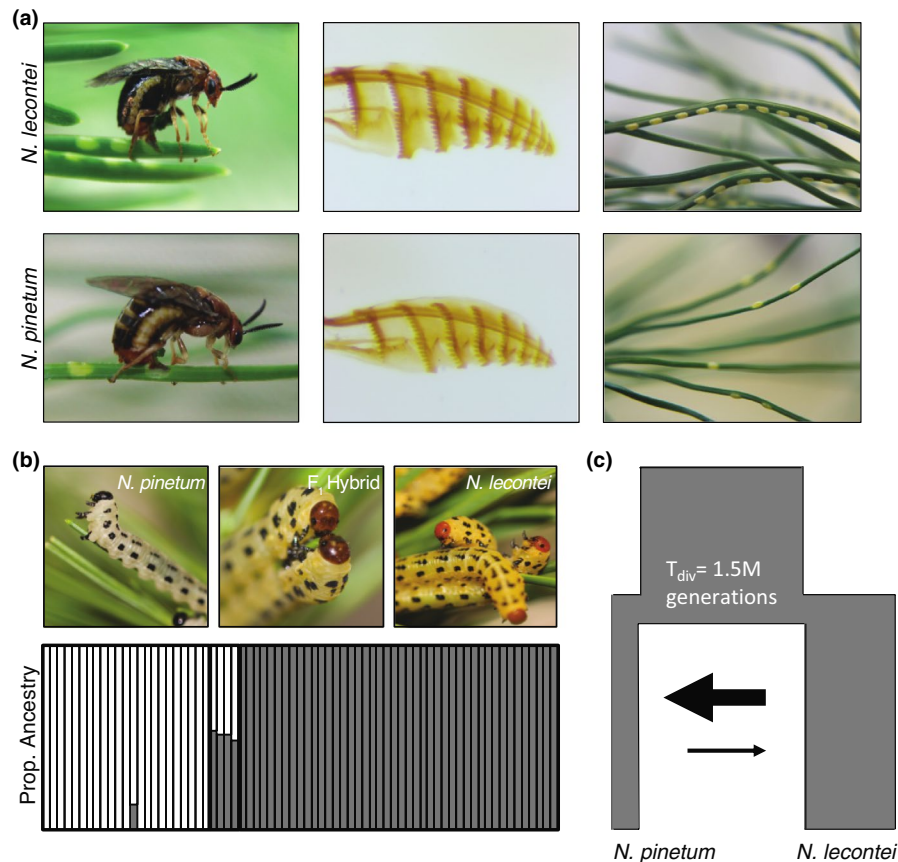 (a)
N. lecontei
N. pinetum
(b)
N. pinetum
F1 Hybrid
N. lecontei
Prop. Ancestry
(c)
Tdiv= 1.5M
generations
N. pinetum
N. lecontei